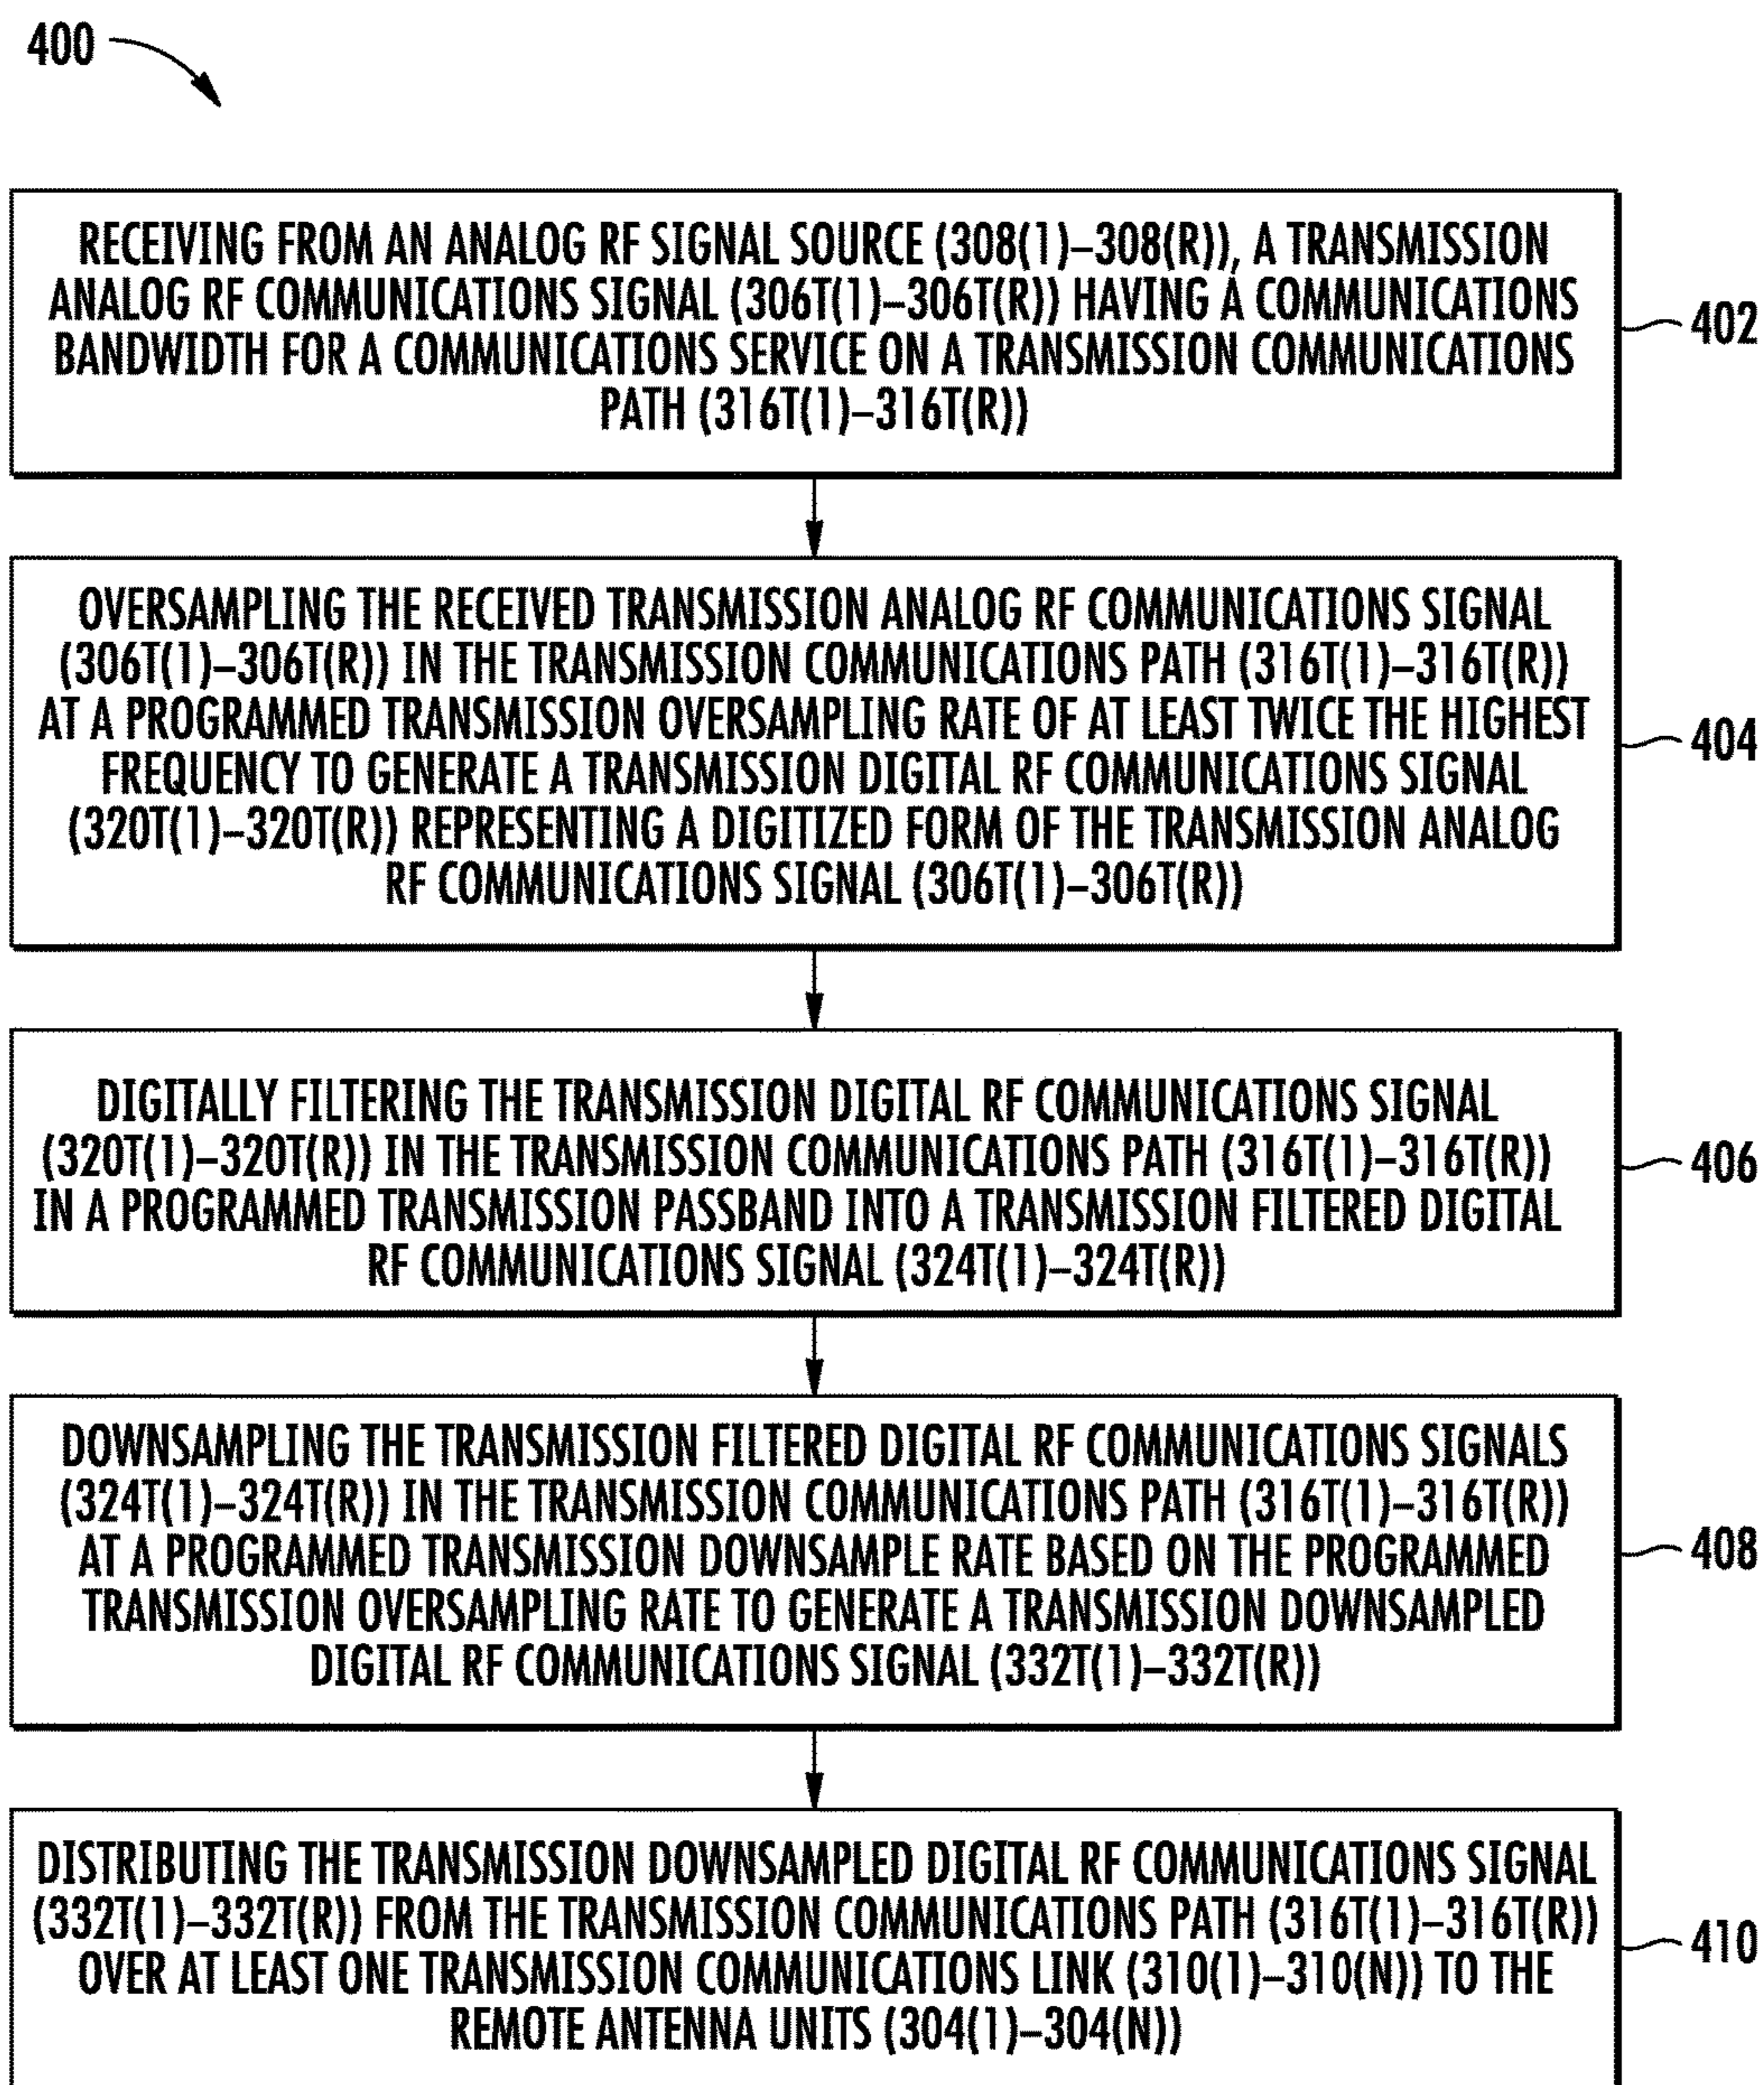 400
RECEIVING FROM AN ANALOG RF SIGNAL SOURCE (308(1)–308(R)), A TRANSMISSION
ANALOG RF COMMUNICATIONS SIGNAL (306T(1)–306T(R)) HAVING A COMMUNICATIONS
BANDWIDTH FOR A COMMUNICATIONS SERVICE ON A TRANSMISSION COMMUNICATIONS
PATH (316T(1)–316T(R))
402
OVERSAMPLING THE RECEIVED TRANSMISSION ANALOG RF COMMUNICATIONS SIGNAL
(306T(1)–306T(R)) IN THE TRANSMISSION COMMUNICATIONS PATH (316T(1)–316T(R))
AT A PROGRAMMED TRANSMISSION OVERSAMPLING RATE OF AT LEAST TWICE THE HIGHEST
FREQUENCY TO GENERATE A TRANSMISSION DIGITAL RF COMMUNICATIONS SIGNAL
(320T(1)–320T(R)) REPRESENTING A DIGITIZED FORM OF THE TRANSMISSION ANALOG
RF COMMUNICATIONS SIGNAL (306T(1)–306T(R))
404
DIGITALLY FILTERING THE TRANSMISSION DIGITAL RF COMMUNICATIONS SIGNAL
(320T(1)–320T(R)) IN THE TRANSMISSION COMMUNICATIONS PATH (316T(1)–316T(R))
IN A PROGRAMMED TRANSMISSION PASSBAND INTO A TRANSMISSION FILTERED DIGITAL
RF COMMUNICATIONS SIGNAL (324T(1)–324T(R))
406
DOWNSAMPLING THE TRANSMISSION FILTERED DIGITAL RF COMMUNICATIONS SIGNALS
(324T(1)–324T(R)) IN THE TRANSMISSION COMMUNICATIONS PATH (316T(1)–316T(R))
AT A PROGRAMMED TRANSMISSION DOWNSAMPLE RATE BASED ON THE PROGRAMMED
TRANSMISSION OVERSAMPLING RATE TO GENERATE A TRANSMISSION DOWNSAMPLED
DIGITAL RF COMMUNICATIONS SIGNAL (332T(1)–332T(R))
408
DISTRIBUTING THE TRANSMISSION DOWNSAMPLED DIGITAL RF COMMUNICATIONS SIGNAL
(332T(1)–332T(R)) FROM THE TRANSMISSION COMMUNICATIONS PATH (316T(1)–316T(R))
OVER AT LEAST ONE TRANSMISSION COMMUNICATIONS LINK (310(1)–310(N)) TO THE
REMOTE ANTENNA UNITS (304(1)–304(N))
410